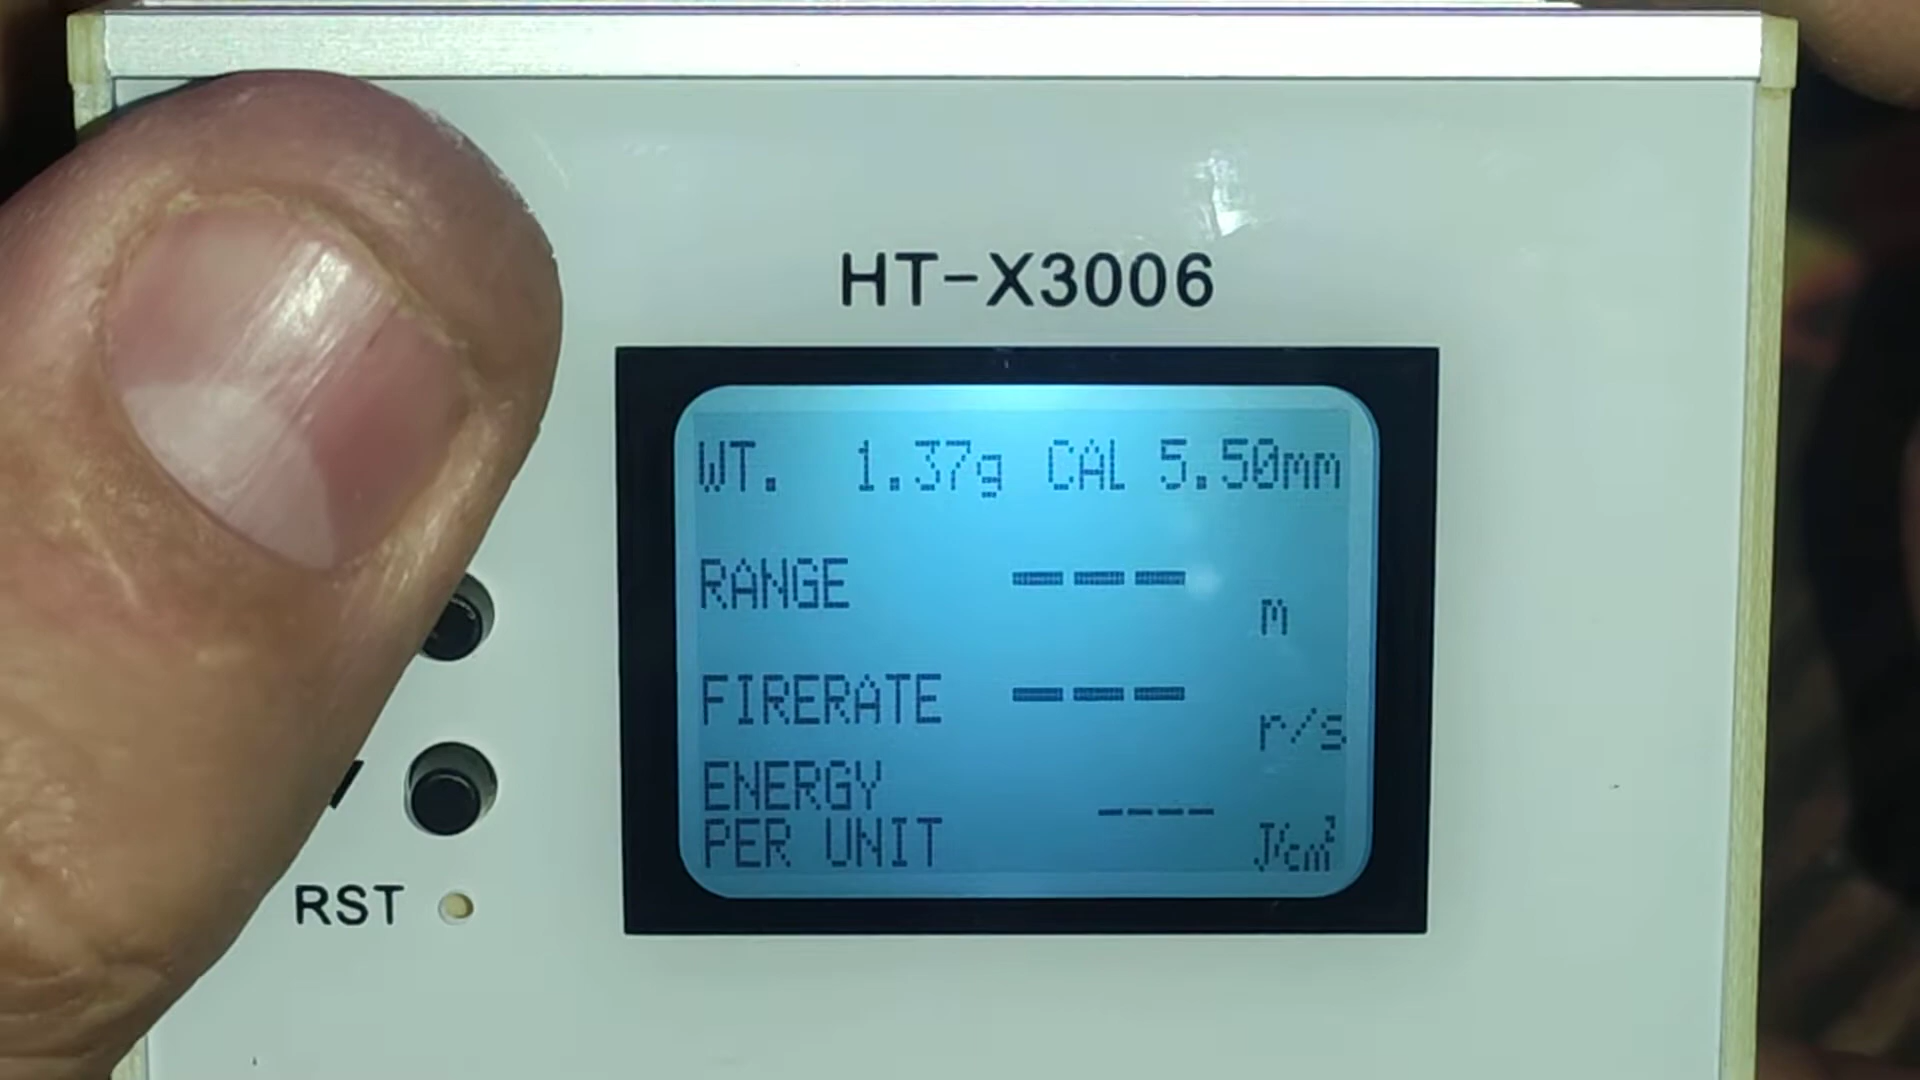 HT-X3006
WT. 1.37g CAL 5.50mm
RANGE --- m
FIRERATE --- r/s
ENERGY
PER UNIT ---- J/cm²
RST